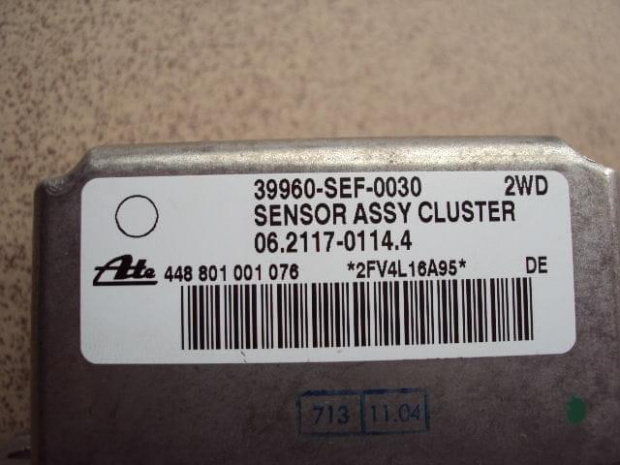 39960-SEF-0030 2WD
SENSOR ASSY CLUSTER
06.2117-0114.4
Ate 448 801 001 076 *2FV4L16A95* DE
713 11.04